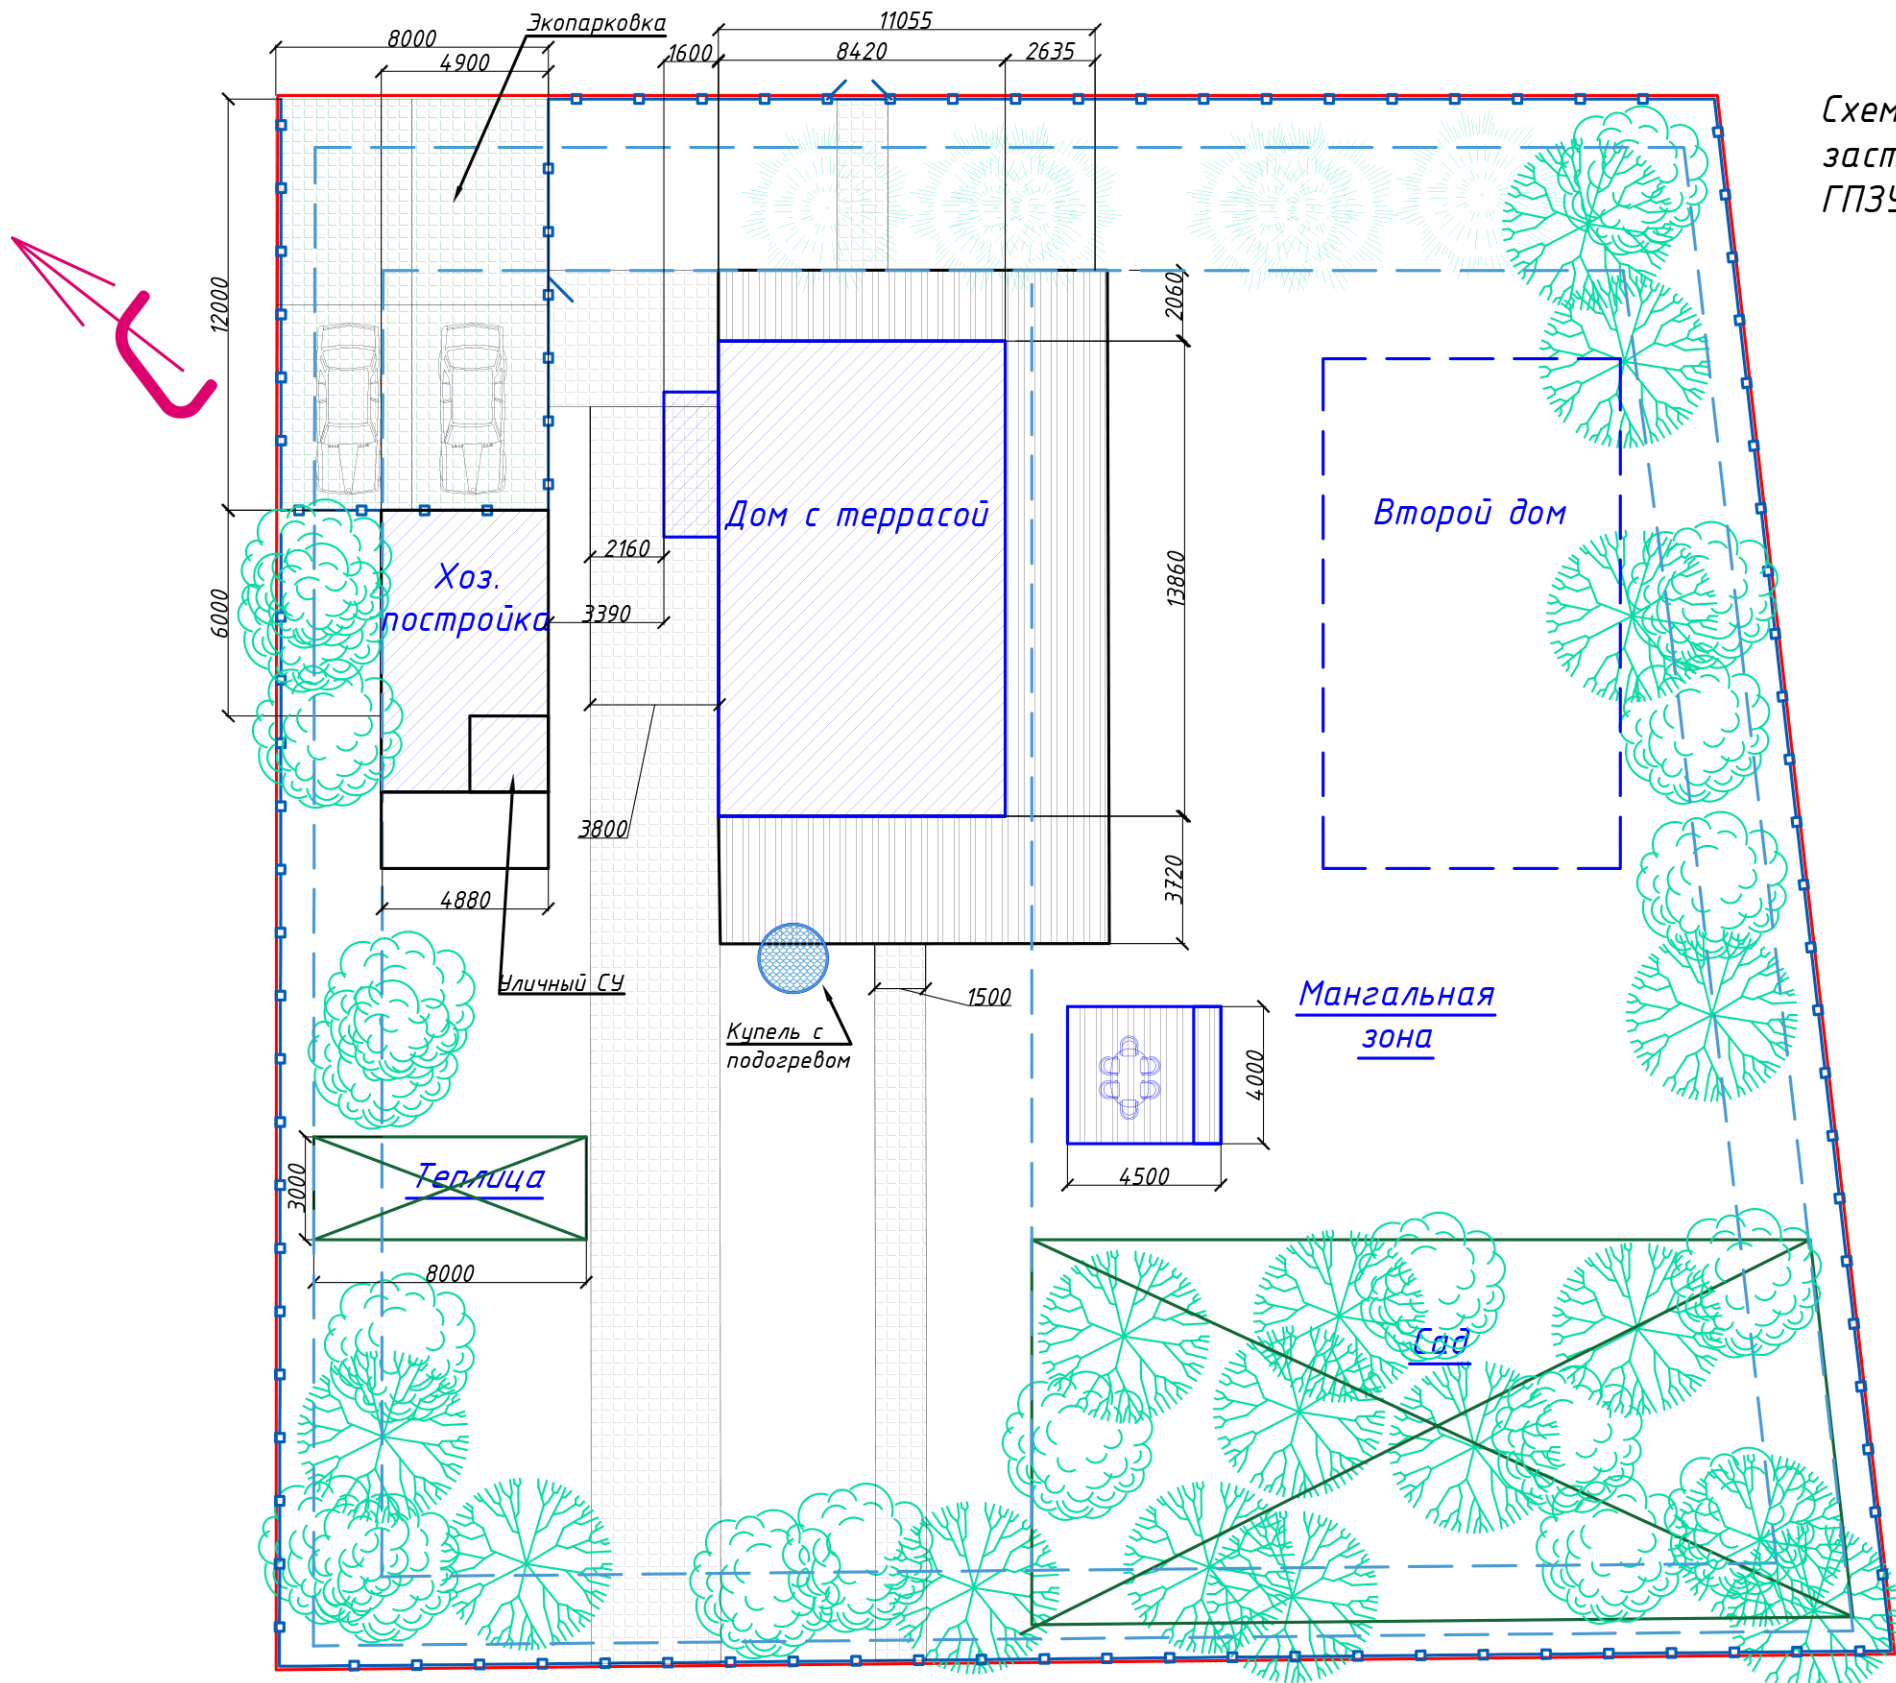 Экопарковка
11055
8000
8420
2635
1600
4900
Схем
заст
ГПЗУ
12000
2060
Дом с террасой
Второй дом
2160
Хоз.
постройка
6000
3390
13860
3800
3720
4880
Уличный СУ
1500
Мангальная
зона
Купель с
подогревом
4000
4500
Теплица
3000
8000
Сад